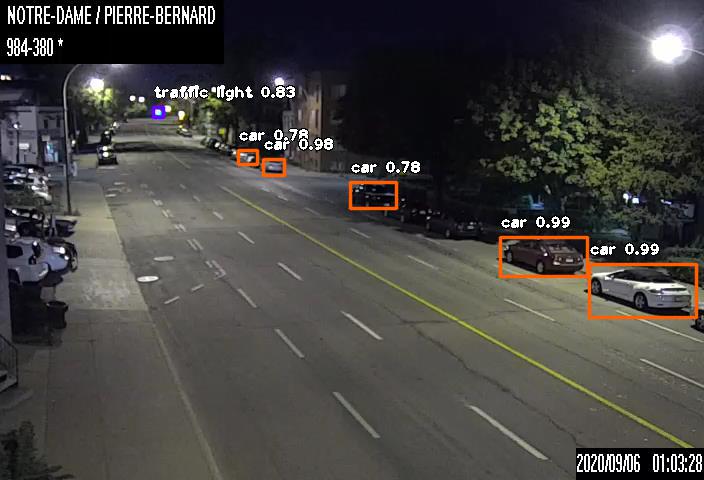 NOTRE-DAME / PIERRE-BERNARD
984-380 *
traffic light 0.83
car 0.78
car 0.98
car 0.78
car 0.99
car 0.99
2020/09/06 01:03:28